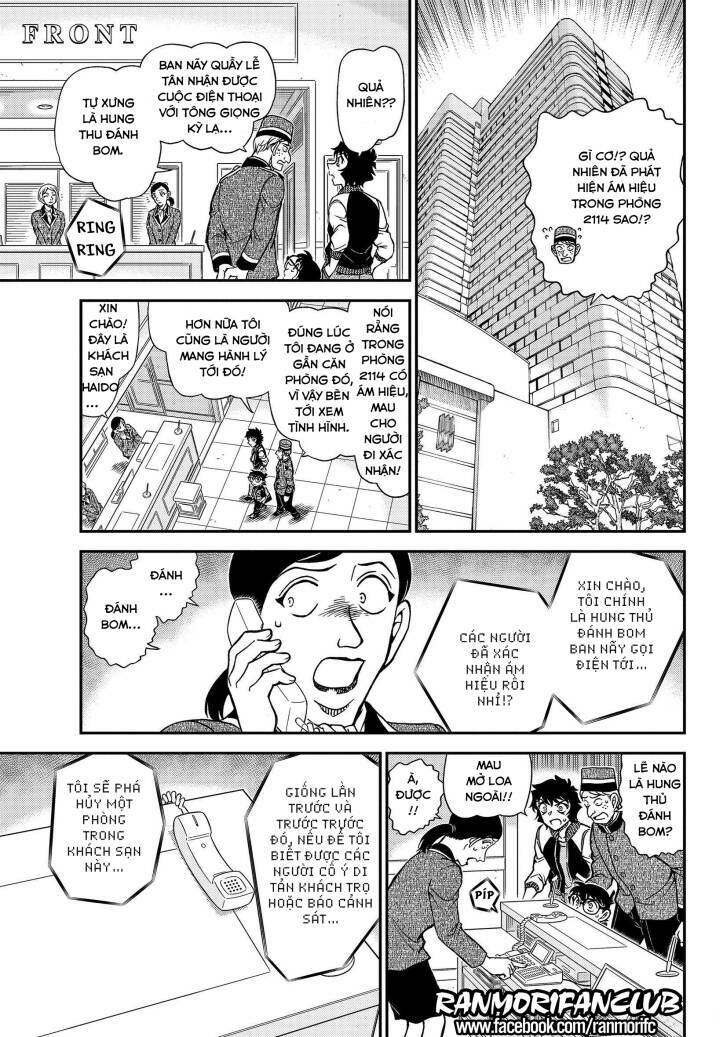 GÌ CƠ!? QUẢ
NHIÊN ĐÃ PHÁT
HIỆN ÁM HIỆU
TRONG PHÒNG
2114 SAO!?
QUẢ
NHIÊN??
BAN NÃY QUẦY LỄ
TÂN NHẬN ĐƯỢC
CUỘC ĐIỆN THOẠI
VỚI TÔNG GIỌNG
KỲ LẠ...
TỰ XƯNG
LÀ HUNG
THU ĐÁNH
BOM.
FRONT
RING
RING
NÓI
RẰNG
TRONG PHÒNG
2114 CÓ
ÁM HIỆU,
MAU
CHO
NGƯỜI
ĐI XÁC
NHẬN!
ĐÚNG LÚC
TÔI ĐANG Ở
GẦN CĂN
PHÒNG ĐÓ,
VÌ VẬY BÈN
TỚI XEM
TÌNH HÌNH.
HƠN NỮA TÔI
CŨNG LÀ NGƯỜI
MANG HÀNH LÝ
TỚI ĐÓ!
XIN
CHÀO!
ĐÂY LÀ
KHÁCH
SẠN
HAIDO
...
XIN CHÀO,
TÔI CHÍNH
LÀ HUNG THỦ
ĐÁNH BOM
BAN NÃY GỌI
ĐIỆN TỚI...
CÁC NGƯỜI
ĐÃ XÁC
NHẬN ÁM
HIỆU RỒI
NHỈ!?
ĐÁNH
...
ĐÁNH
BOM...
LẼ NÀO
LÀ HUNG
THỦ
ĐÁNH
BOM?
MAU
MỞ LOA
NGOÀI!!
À,
ĐƯỢC!!
PÍP
GIỐNG LẦN
TRƯỚC VÀ
TRƯỚC TRƯỚC
ĐÓ, NẾU ĐỂ TÔI
BIẾT ĐƯỢC CÁC
NGƯỜI CỐ Ý DI
TẢN KHÁCH TRỌ
HOẶC BÁO CẢNH
SÁT...
TÔI SẼ PHÁ
HỦY MỘT
PHÒNG
TRONG
KHÁCH SẠN
NÀY...
RANMORIFANCLUB
www.facebook.com/ranmorifc